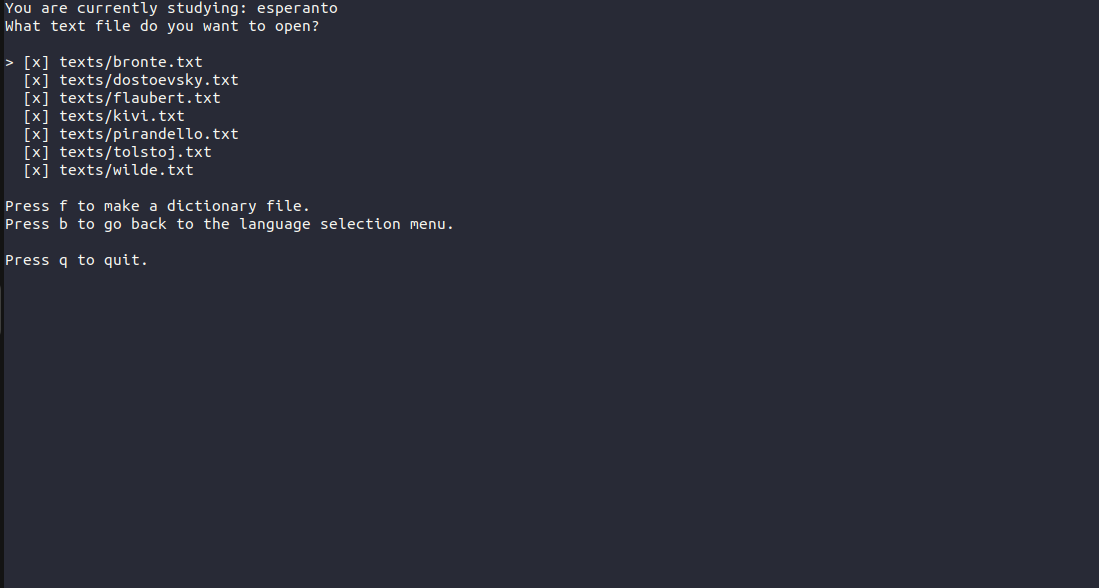 You are currently studying: esperanto
What text file do you want to open?
> [x] texts/bronte.txt
[x] texts/dostoevsky.txt
[x] texts/flaubert.txt
[x] texts/kivi.txt
[x] texts/pirandello.txt
[x] texts/tolstoj.txt
[x] texts/wilde.txt
Press f to make a dictionary file.
Press b to go back to the language selection menu.
Press q to quit.